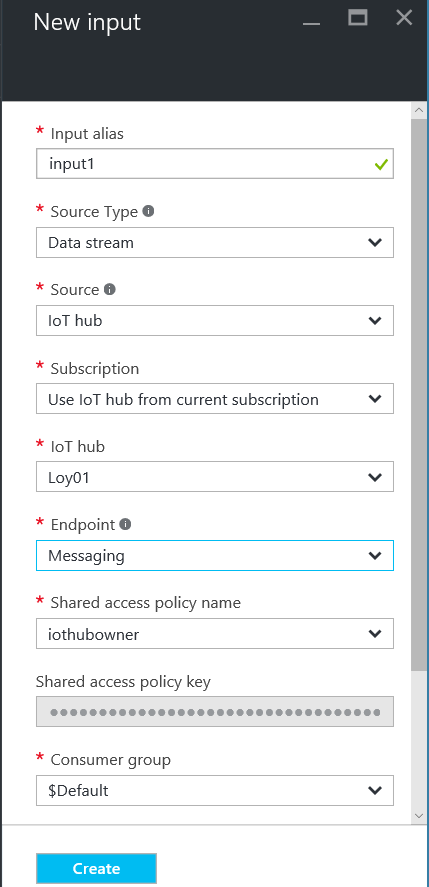 New input
* Input alias
input1
* Source Type
Data stream
* Source
IoT hub
* Subscription
Use IoT hub from current subscription
* IoT hub
Loy01
* Endpoint
Messaging
* Shared access policy name
iothubowner
Shared access policy key
●●●●●●●●●●●●●●●●●●●●●●●●●●●●●●
* Consumer group
$Default
Create